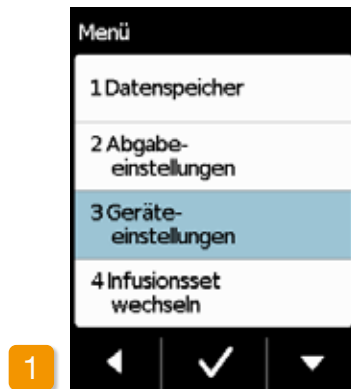 Menü
1 Datenspeicher
2 Abgabe-
einstellungen
3 Geräte-
einstellungen
4 Infusionsset
wechseln
1